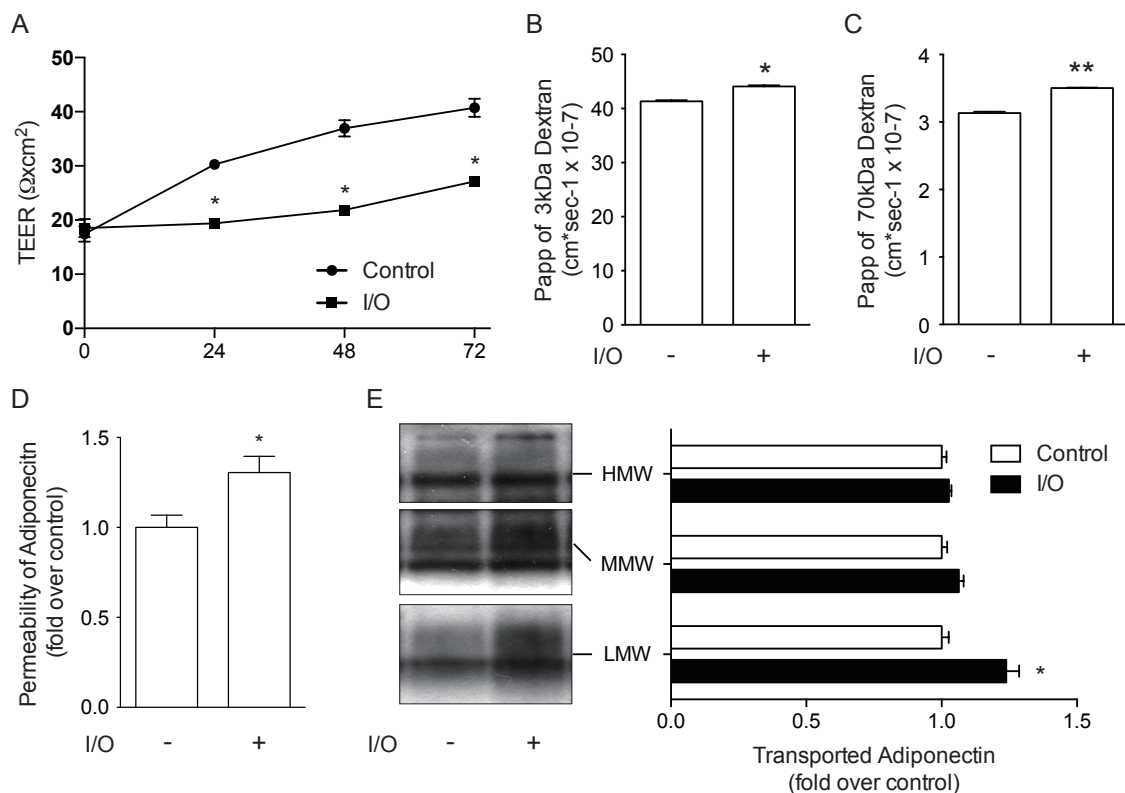 A
TEER (Ωxcm²)
50
40
30
20
10
0
*
*
*
Control
I/O
0
24
48
72
B
Papp of 3kDa Dextran
(cm*sec-1 x 10-7)
50
40
30
20
10
0
*
I/O
-
+
C
Papp of 70kDa Dextran
(cm*sec-1 x 10-7)
4
3
2
1
0
**
I/O
-
+
D
Permeability of Adiponecitn
(fold over control)
1.5
1.0
0.5
0.0
*
I/O
-
+
E
HMW
MMW
LMW
I/O
-
+
Control
I/O
*
0.0
0.5
1.0
1.5
Transported Adiponectin
(fold over control)